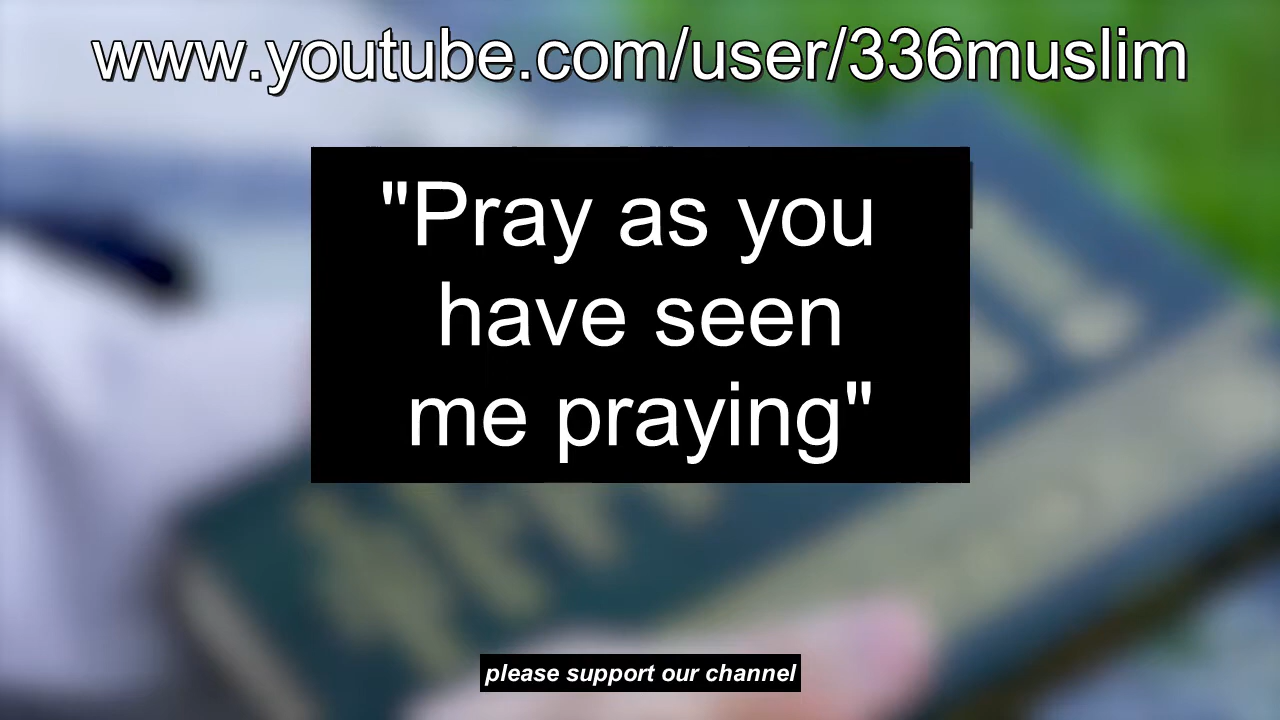 www.youtube.com/user/336muslim
"Pray as you
have seen
me praying"
please support our channel